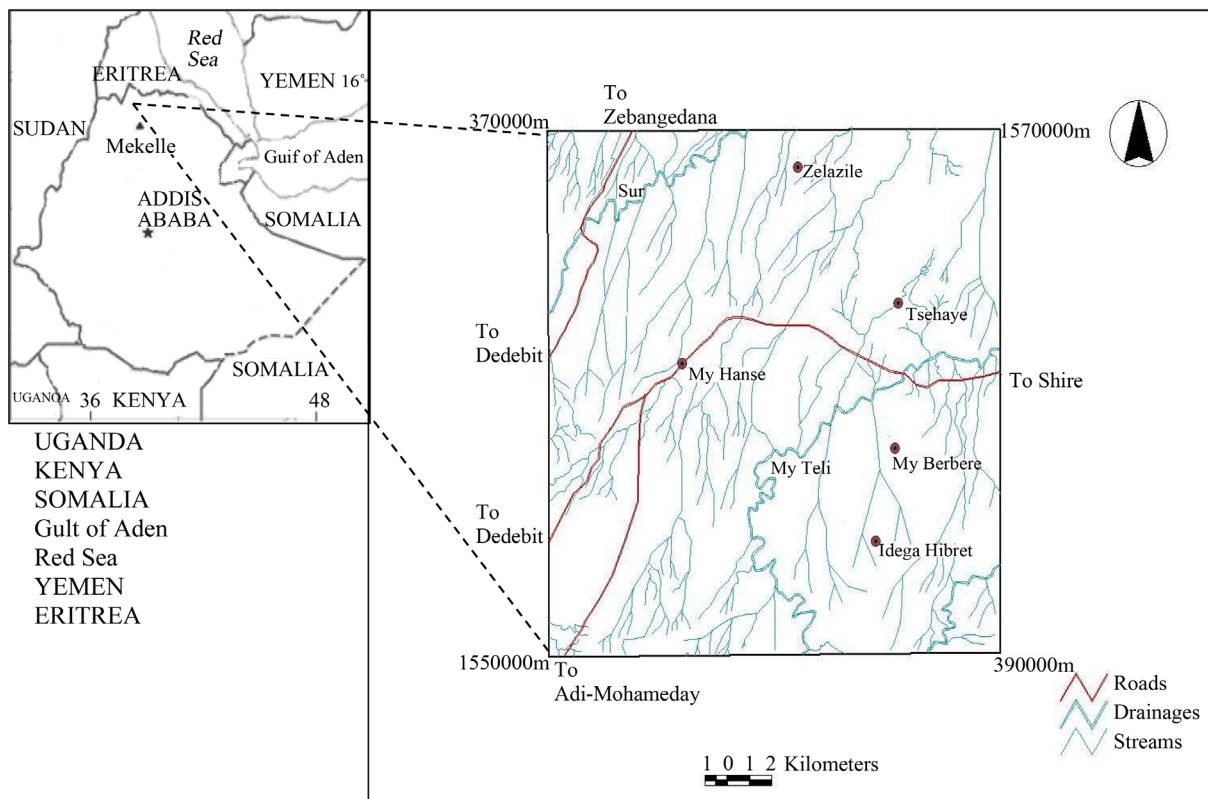 Red
Sea
ERITREA
YEMEN 16°
SUDAN
Mekelle
Guif of Aden
ADDIS
ABABA
SOMALIA
SOMALIA
UGANOA 36 KENYA 48
UGANDA
KENYA
SOMALIA
Gult of Aden
Red Sea
YEMEN
ERITREA
To
Zebangedana
370000m
1570000m
Zelazile
Sur
Tsehaye
To
Dedebit
My Hanse
To Shire
My Teli
My Berbere
To
Dedebit
Idega Hibret
1550000m
390000m
To
Adi-Mohameday
Roads
Drainages
Streams
1 0 1 2 Kilometers